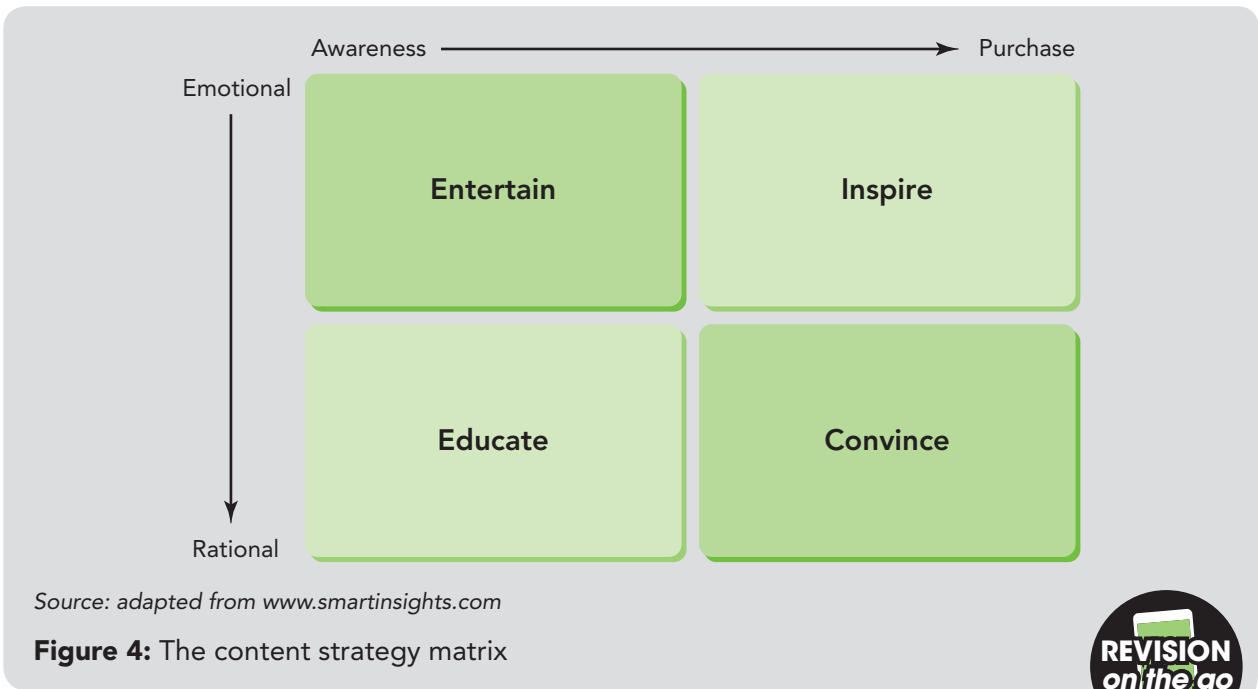 Awareness Purchase
Emotional
Entertain Inspire
Educate Convince
Rational
Source: adapted from www.smartinsights.com
Figure 4: The content strategy matrix
REVISION
on the go